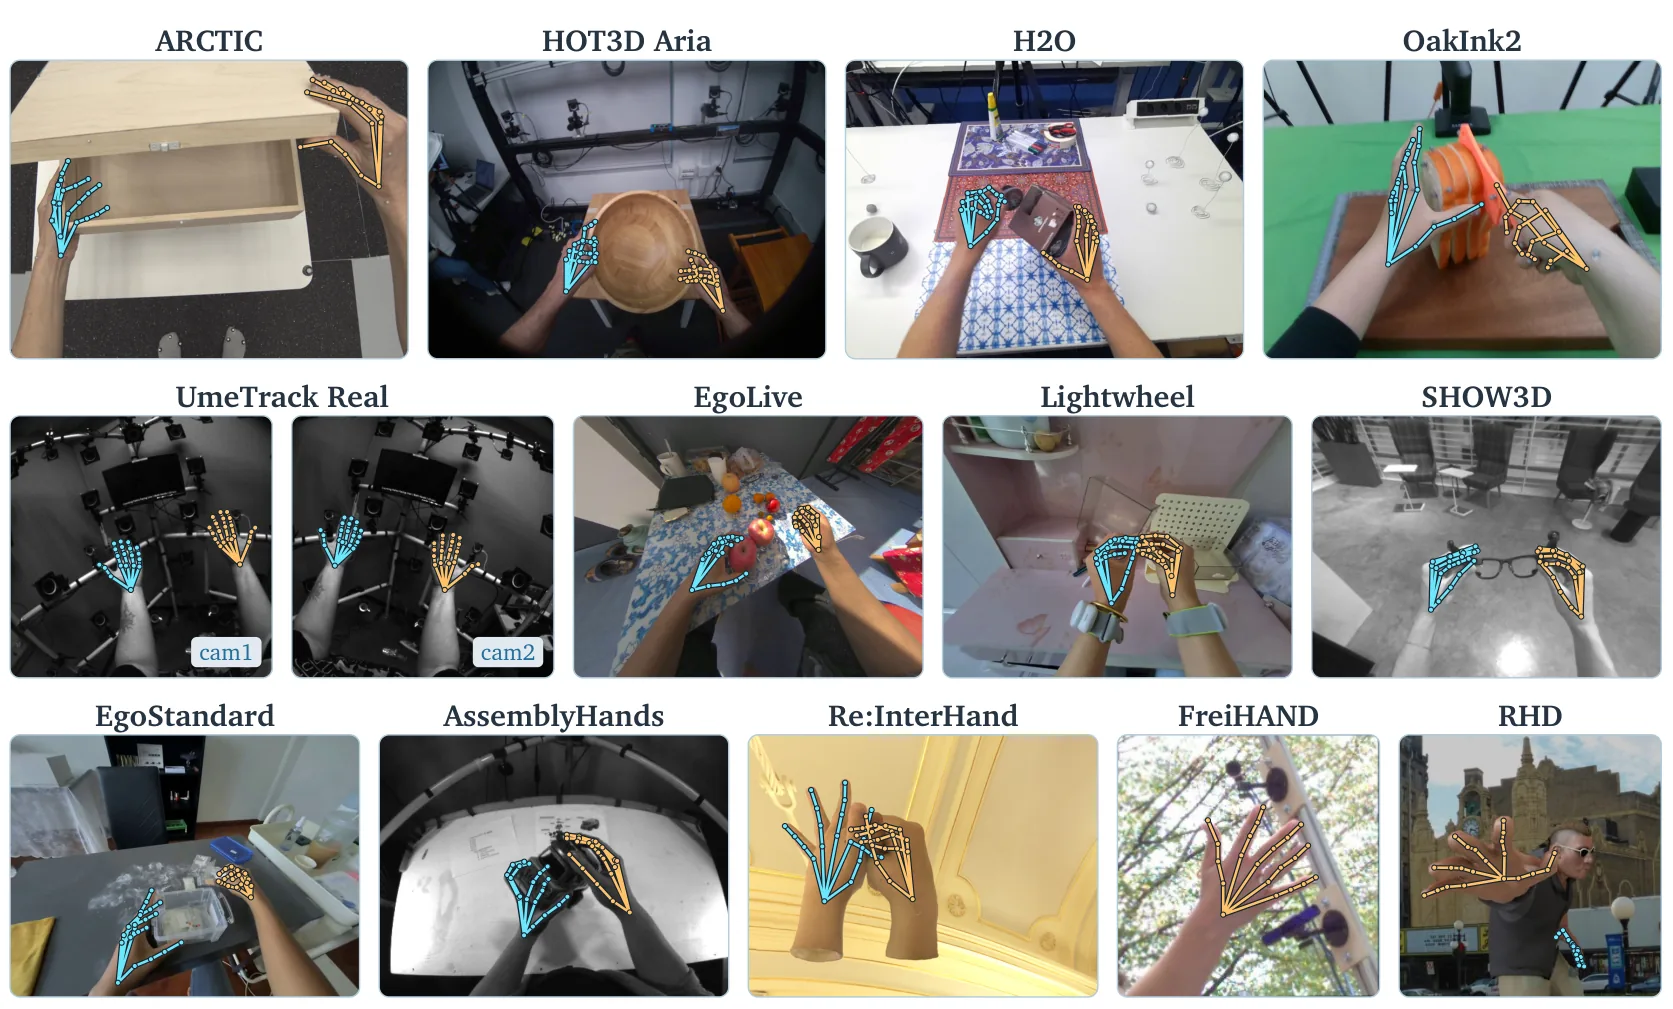 ARCTIC
HOT3D Aria
H2O
OakInk2
UmeTrack Real
EgoLive
Lightwheel
SHOW3D
cam1
cam2
EgoStandard
AssemblyHands
Re:InterHand
FreiHAND
RHD